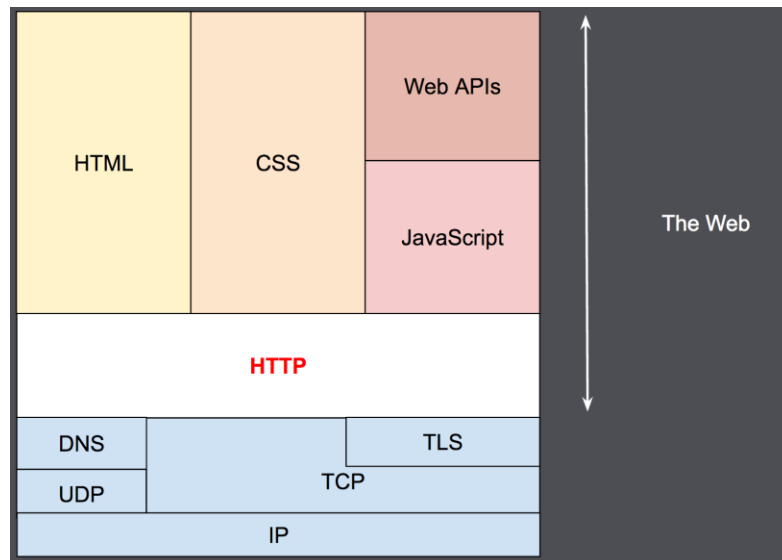 Web APIs
HTML
CSS
JavaScript
The Web
HTTP
DNS
TLS
TCP
UDP
IP